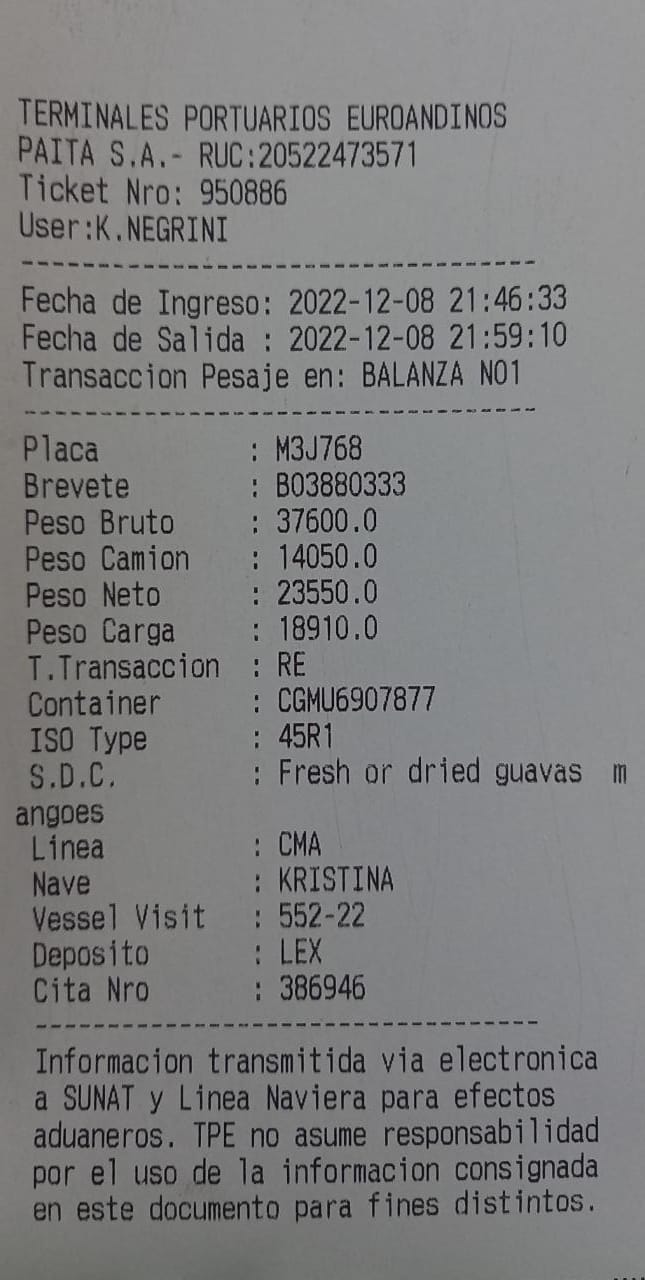 TERMINALES PORTUARIOS EUROANDINOS
PAITA S.A.- RUC:20522473571
Ticket Nro: 950886
User:K.NEGRINI
----------------------------------
Fecha de Ingreso: 2022-12-08 21:46:33
Fecha de Salida : 2022-12-08 21:59:10
Transaccion Pesaje en: BALANZA NO1
----------------------------------
Placa : M3J768
Brevete : B03880333
Peso Bruto : 37600.0
Peso Camion : 14050.0
Peso Neto : 23550.0
Peso Carga : 18910.0
T.Transaccion : RE
Container : CGMU6907877
ISO Type : 45R1
S.D.C. : Fresh or dried guavas m
angoes
Linea : CMA
Nave : KRISTINA
Vessel Visit : 552-22
Deposito : LEX
Cita Nro : 386946
----------------------------------
Informacion transmitida via electronica
a SUNAT y Linea Naviera para efectos
aduaneros. TPE no asume responsabilidad
por el uso de la informacion consignada
en este documento para fines distintos.